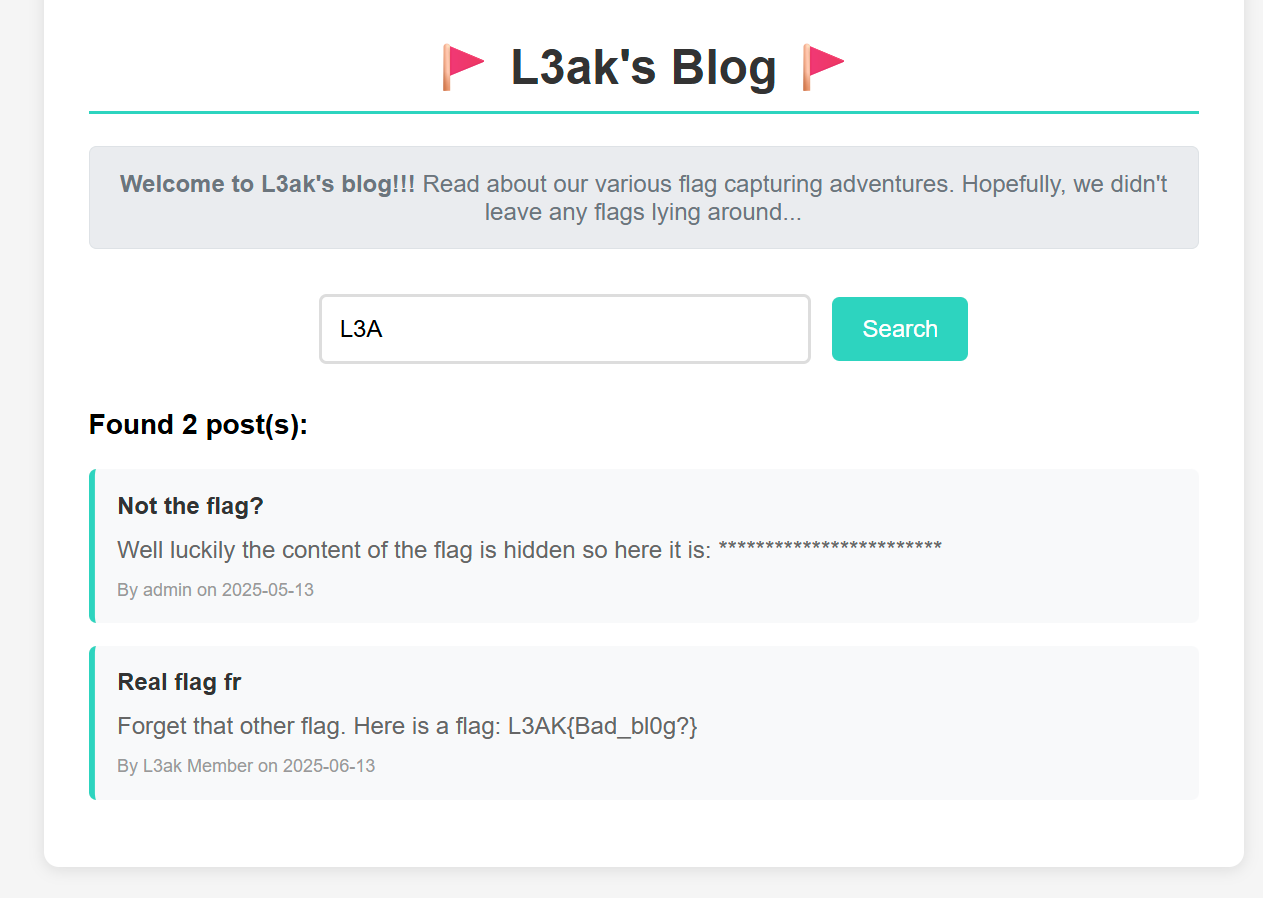 🚩 L3ak's Blog 🚩
Welcome to L3ak's blog!!! Read about our various flag capturing adventures. Hopefully, we didn't
leave any flags lying around...
L3A
Search
Found 2 post(s):
Not the flag?
Well luckily the content of the flag is hidden so here it is: ************************
By admin on 2025-05-13
Real flag fr
Forget that other flag. Here is a flag: L3AK{Bad_bl0g?}
By L3ak Member on 2025-06-13